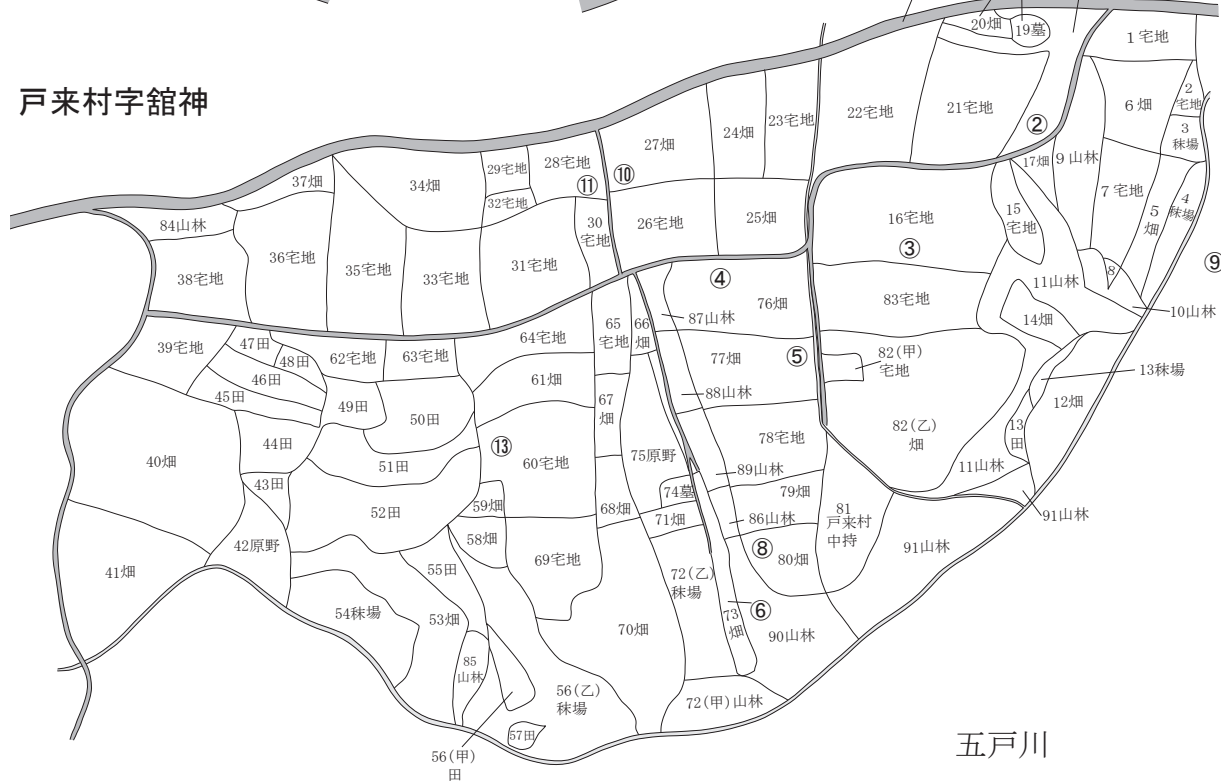 戸来村字舘神
20畑
19墓
1宅地
2
宅地
3
秣場
6畑
21宅地
22宅地
②
23宅地
24畑
27畑
28宅地
29宅地
32宅地
34畑
37畑
⑪
⑩
17畑
9山林
7宅地
5
畑
4
秣場
⑨
84山林
36宅地
35宅地
33宅地
31宅地
30
宅地
26宅地
25畑
16宅地
15
宅地
③
38宅地
④
87山林
76畑
83宅地
11山林
8
10山林
14畑
39宅地
47田
48田
46田
45田
62宅地
63宅地
64宅地
65
宅地
66
畑
77畑
⑤
82(甲)
宅地
13秣場
12畑
61畑
67
畑
88山林
49田
50田
40畑
44田
51田
⑬
60宅地
75原野
78宅地
82(乙)
畑
13
田
43田
52田
59畑
68畑
74墓
71畑
89山林
79畑
86山林
81
戸来村
中持
11山林
91山林
91山林
42原野
58畑
69宅地
41畑
55田
72(乙)
秣場
⑧
80畑
54秣場
53畑
70畑
73
畑
⑥
90山林
85
山林
56(乙)
秣場
72(甲)山林
57田
56(甲)
田
五戸川